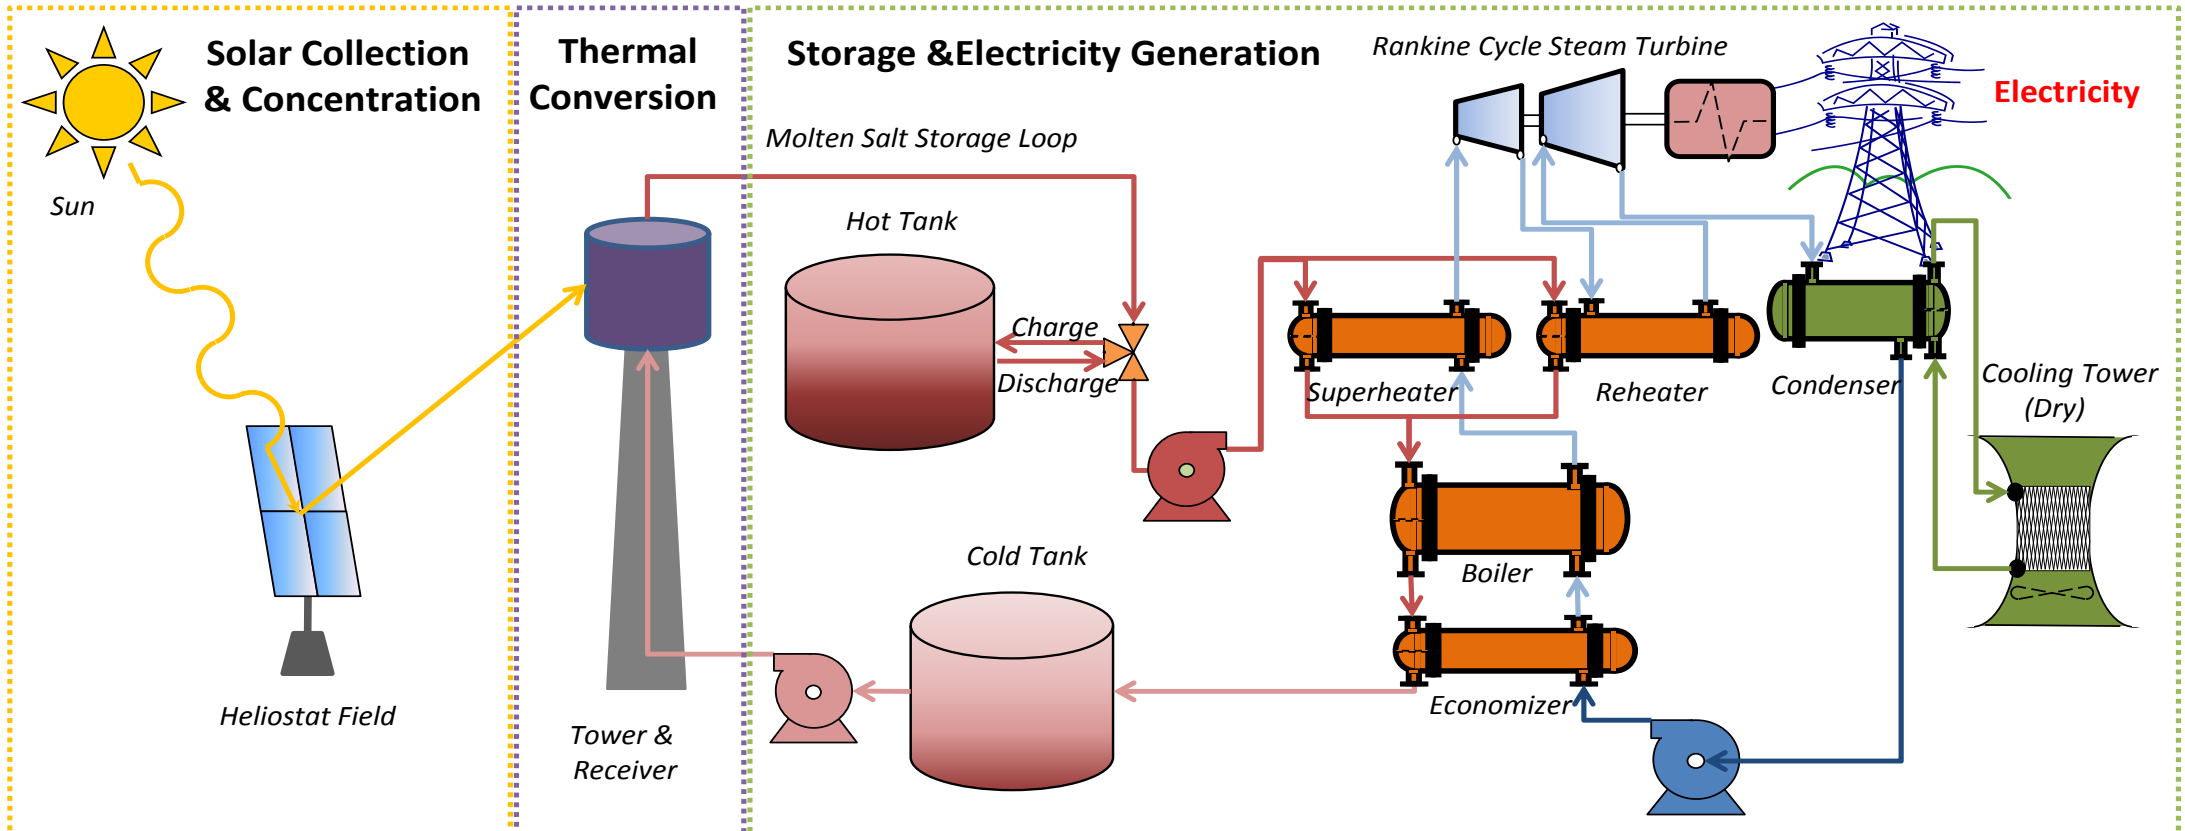 Solar Collection
& Concentration
Thermal
Conversion
Storage &Electricity Generation
Rankine Cycle Steam Turbine
Electricity
Molten Salt Storage Loop
Sun
Hot Tank
Charge
Discharge
Superheater
Reheater
Condenser
Cooling Tower
(Dry)
Cold Tank
Boiler
Economizer
Heliostat Field
Tower &
Receiver